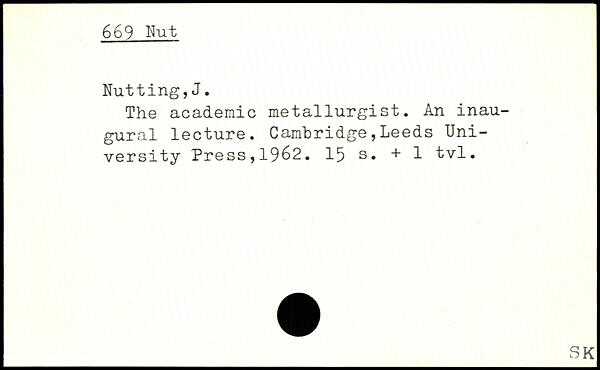 669 Nut
Nutting,J.
The academic metallurgist. An inau-
gural lecture. Cambridge,Leeds Uni-
versity Press,1962. 15 s. + 1 tvl.
SK